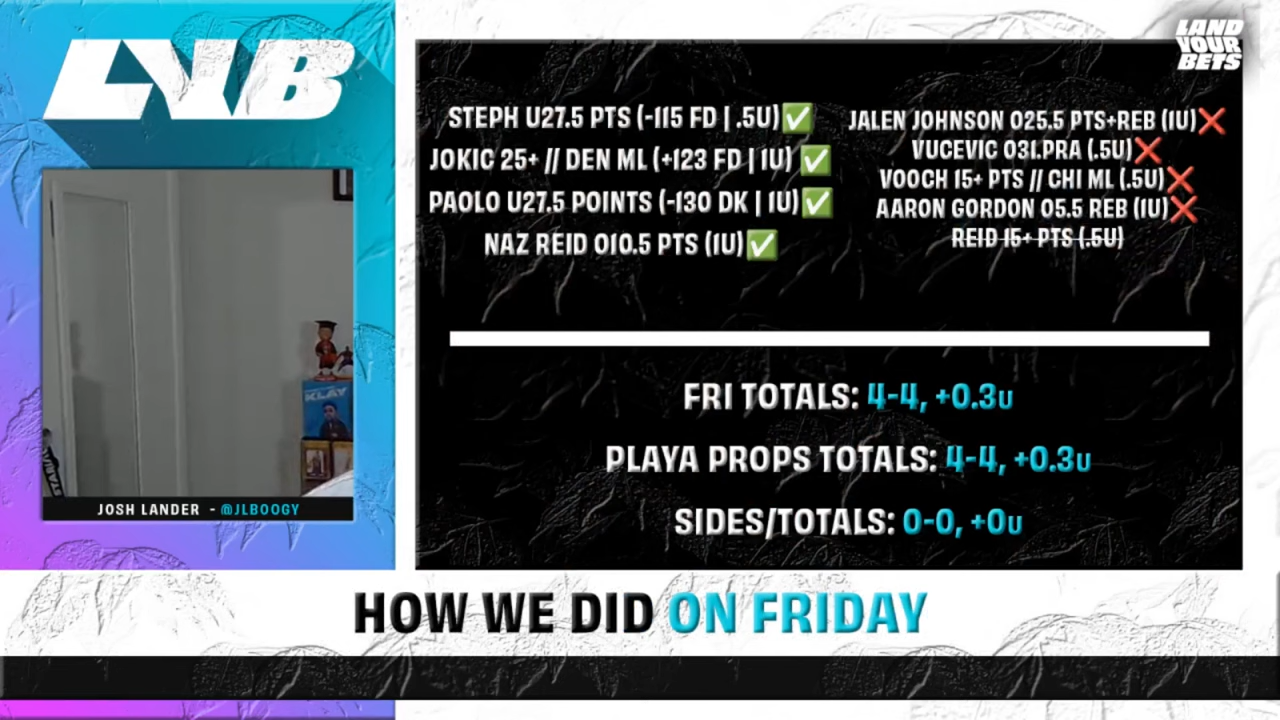 LYB
LAND
YOUR
BETS
STEPH U27.5 PTS (-115 FD | .5U)✅
JOKIC 25+ // DEN ML (+123 FD | 1U) ✅
PAOLO U27.5 POINTS (-130 DK | 1U)✅
NAZ REID O10.5 PTS (1U)✅
JALEN JOHNSON O25.5 PTS+REB (1U)❌
VUCEVIC O31.PRA (.5U)❌
VOOCH 15+ PTS // CHI ML (.5U)❌
AARON GORDON O5.5 REB (1U)❌
REID 15+ PTS (.5U)
FRI TOTALS: 4-4, +0.3U
PLAYA PROPS TOTALS: 4-4, +0.3U
SIDES/TOTALS: 0-0, +0U
KLAY
JOSH LANDER - @JLBOOGY
HOW WE DID ON FRIDAY